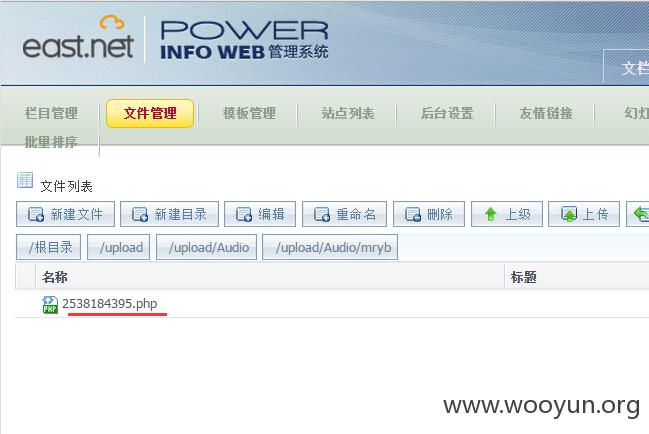 east.net
POWER
INFO WEB管理系统
文档
栏目管理 文件管理 模板管理 站点列表 后台设置 友情链接 幻灯
批量排序
文件列表
新建文件 新建目录 编辑 重命名 删除 上级 上传
/根目录 /upload /upload/Audio /upload/Audio/mryb
名称 标题
PHP 2538184395.php
www.wooyun.org